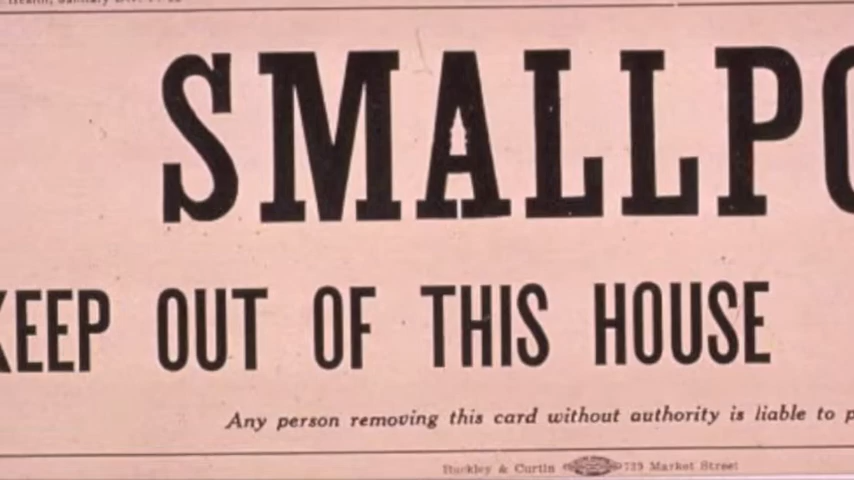 SMALLPO
KEEP OUT OF THIS HOUSE
Any person removing this card without authority is liable to p
Buckley & Curtin 739 Market Street